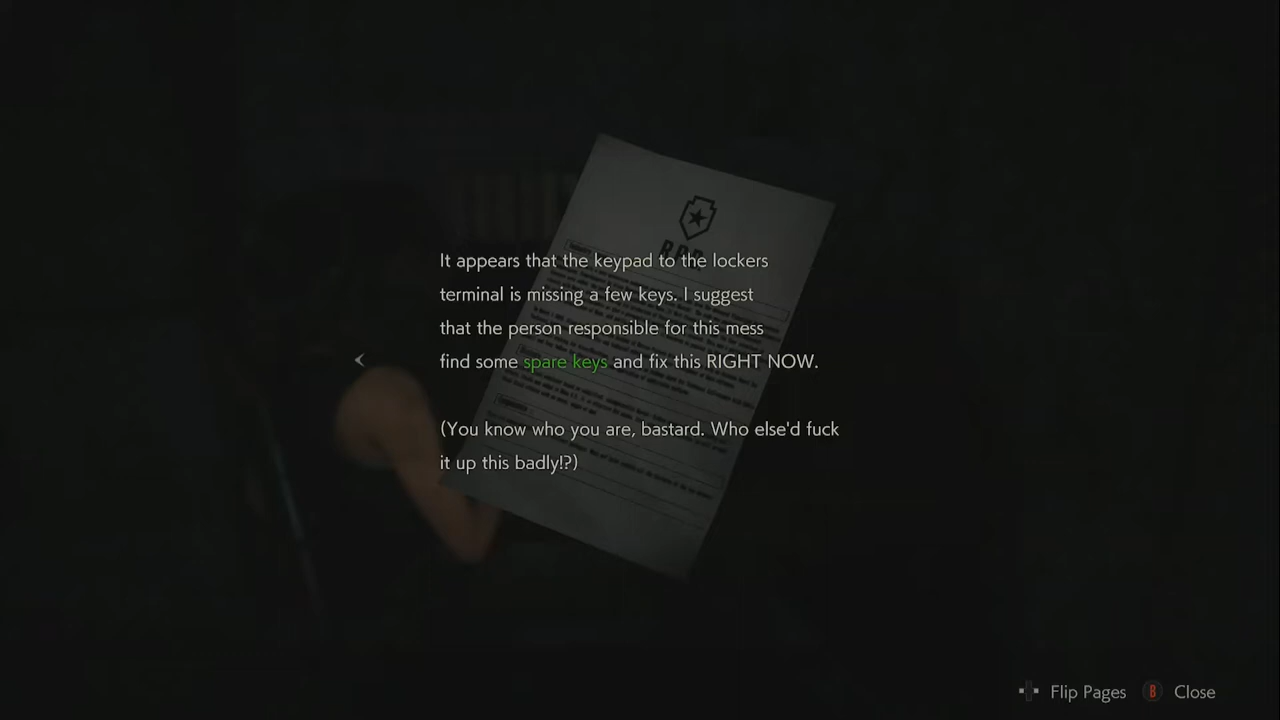 It appears that the keypad to the lockers
terminal is missing a few keys. I suggest
that the person responsible for this mess
find some spare keys and fix this RIGHT NOW.
(You know who you are, bastard. Who else'd fuck
it up this badly!?)
Flip Pages B Close